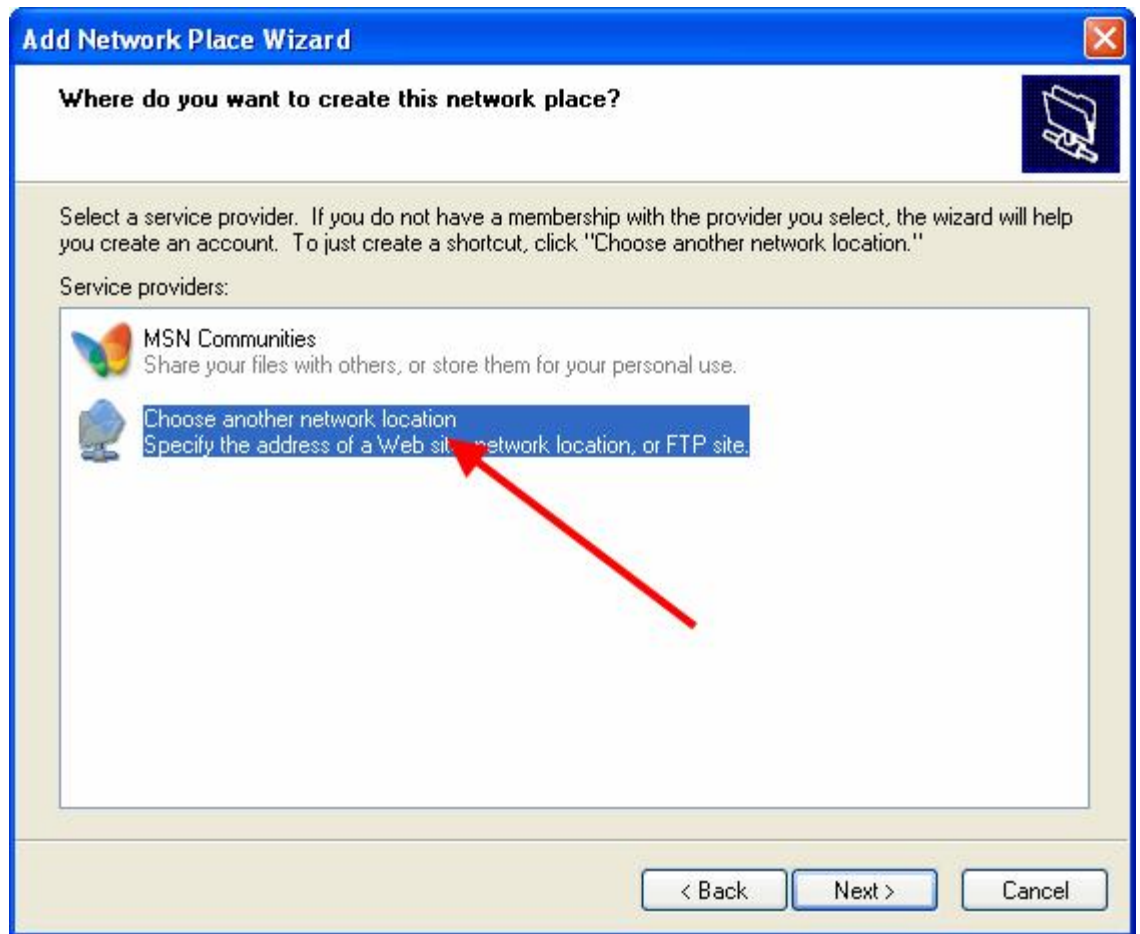 Add Network Place Wizard
Where do you want to create this network place?
Select a service provider. If you do not have a membership with the provider you select, the wizard will help
you create an account. To just create a shortcut, click "Choose another network location."
Service providers:
MSN Communities
Share your files with others, or store them for your personal use.
Choose another network location
Specify the address of a Web site, network location, or FTP site.
< Back
Next >
Cancel